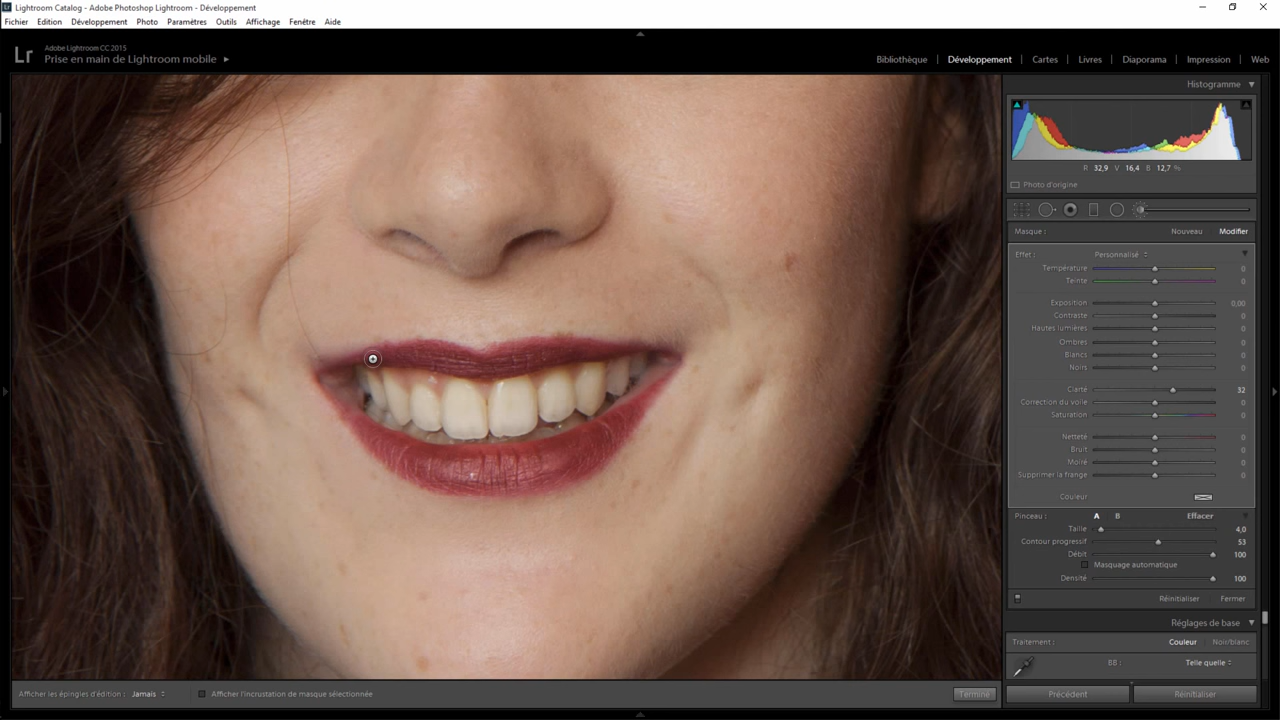 Lightroom Catalog - Adobe Photoshop Lightroom - Développement
Fichier Edition Développement Photo Paramètres Outils Affichage Fenêtre Aide
Lr
Adobe Lightroom CC 2015
Prise en main de Lightroom mobile
Bibliothèque Développement Cartes Livres Diaporama Impression Web
Histogramme
R 32,9 V 16,4 B 12,7 %
Photo d'origine
Masque : Nouveau Modifier
Effet : Personnalisé
Température 0
Teinte 0
Exposition 0,00
Contraste 0
Hautes lumières 0
Ombres 0
Blancs 0
Noirs 0
Clarté 32
Correction du voile 0
Saturation 0
Netteté 0
Bruit 0
Moiré 0
Supprimer la frange 0
Couleur
Pinceau : A B Effacer
Taille 4,0
Contour progressif 53
Débit 100
Masquage automatique
Densité 100
Réinitialiser Fermer
Réglages de base
Traitement : Couleur Noir/blanc
BB : Telle quelle
Afficher les épingles d'édition : Jamais Afficher l'incrustation de masque sélectionnée Terminé
Précédent Réinitialiser